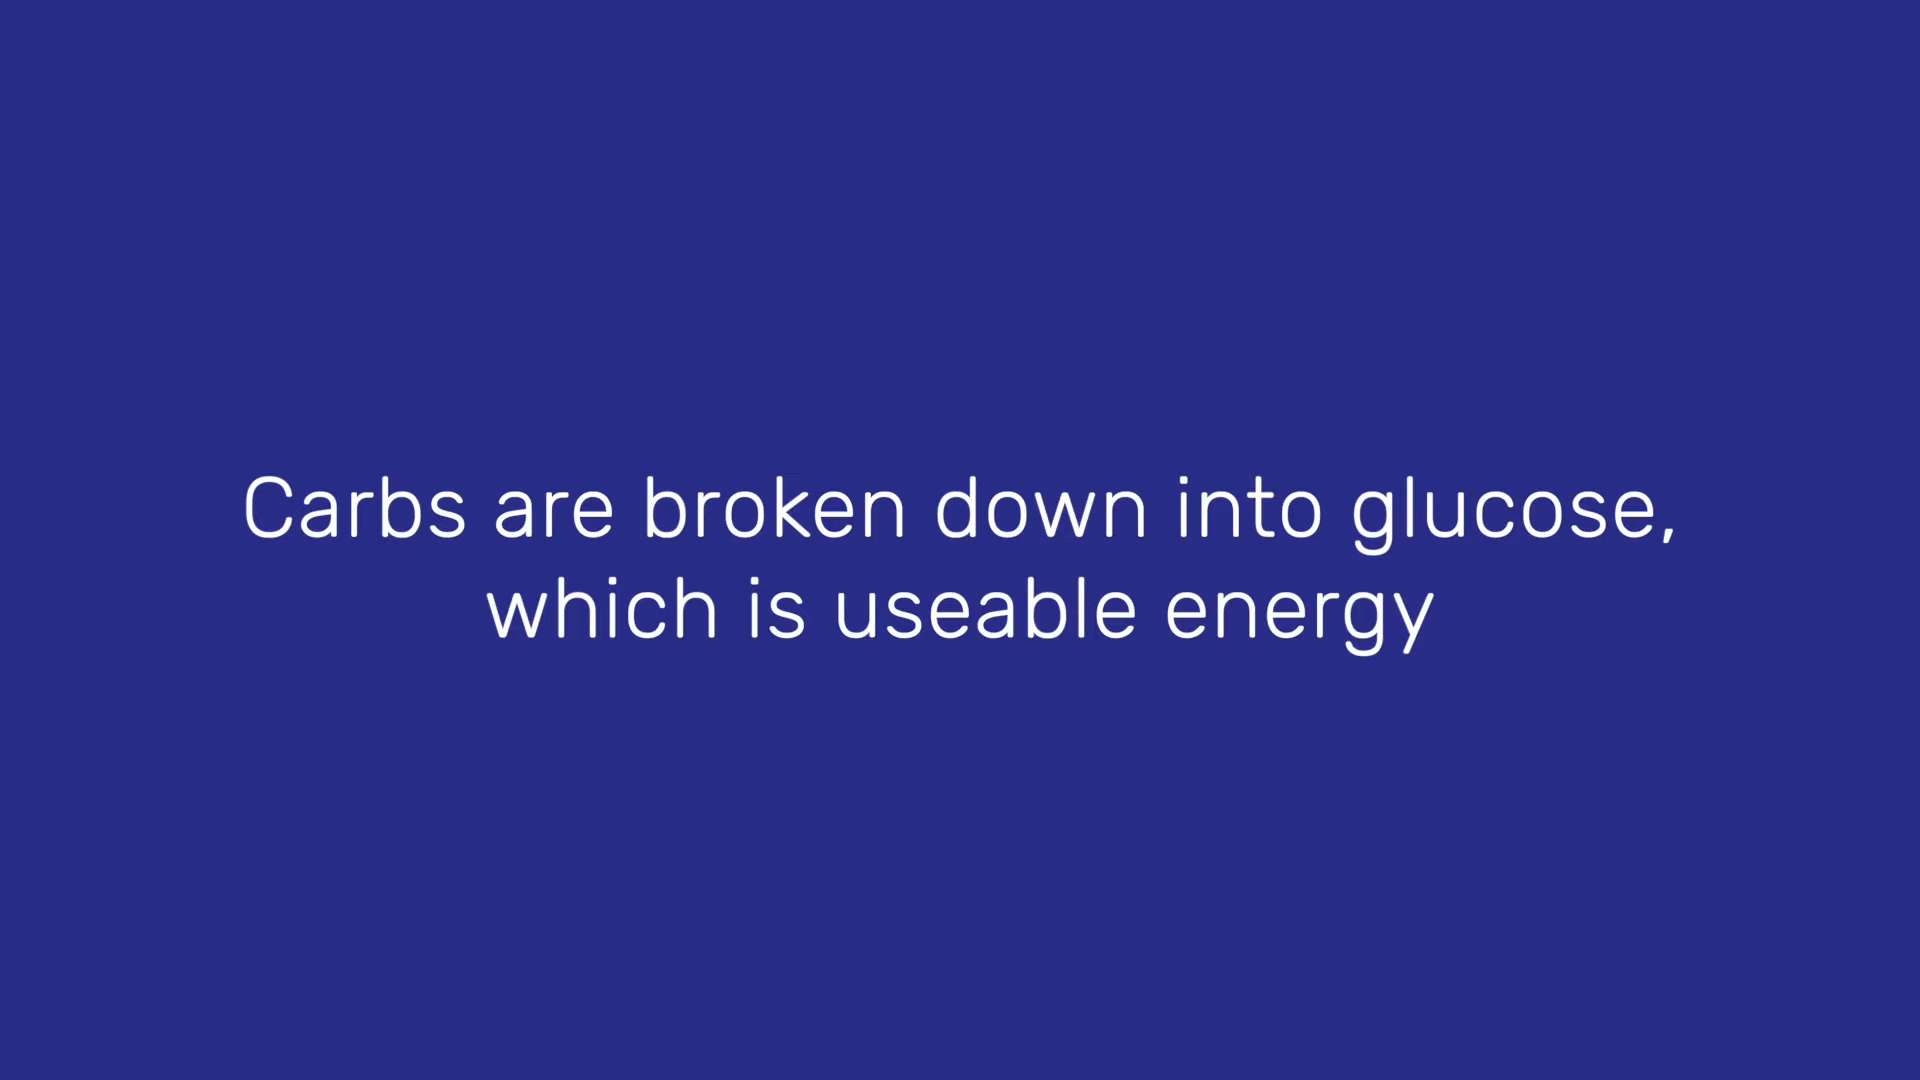 Carbs are broken down into glucose,
which is useable energy